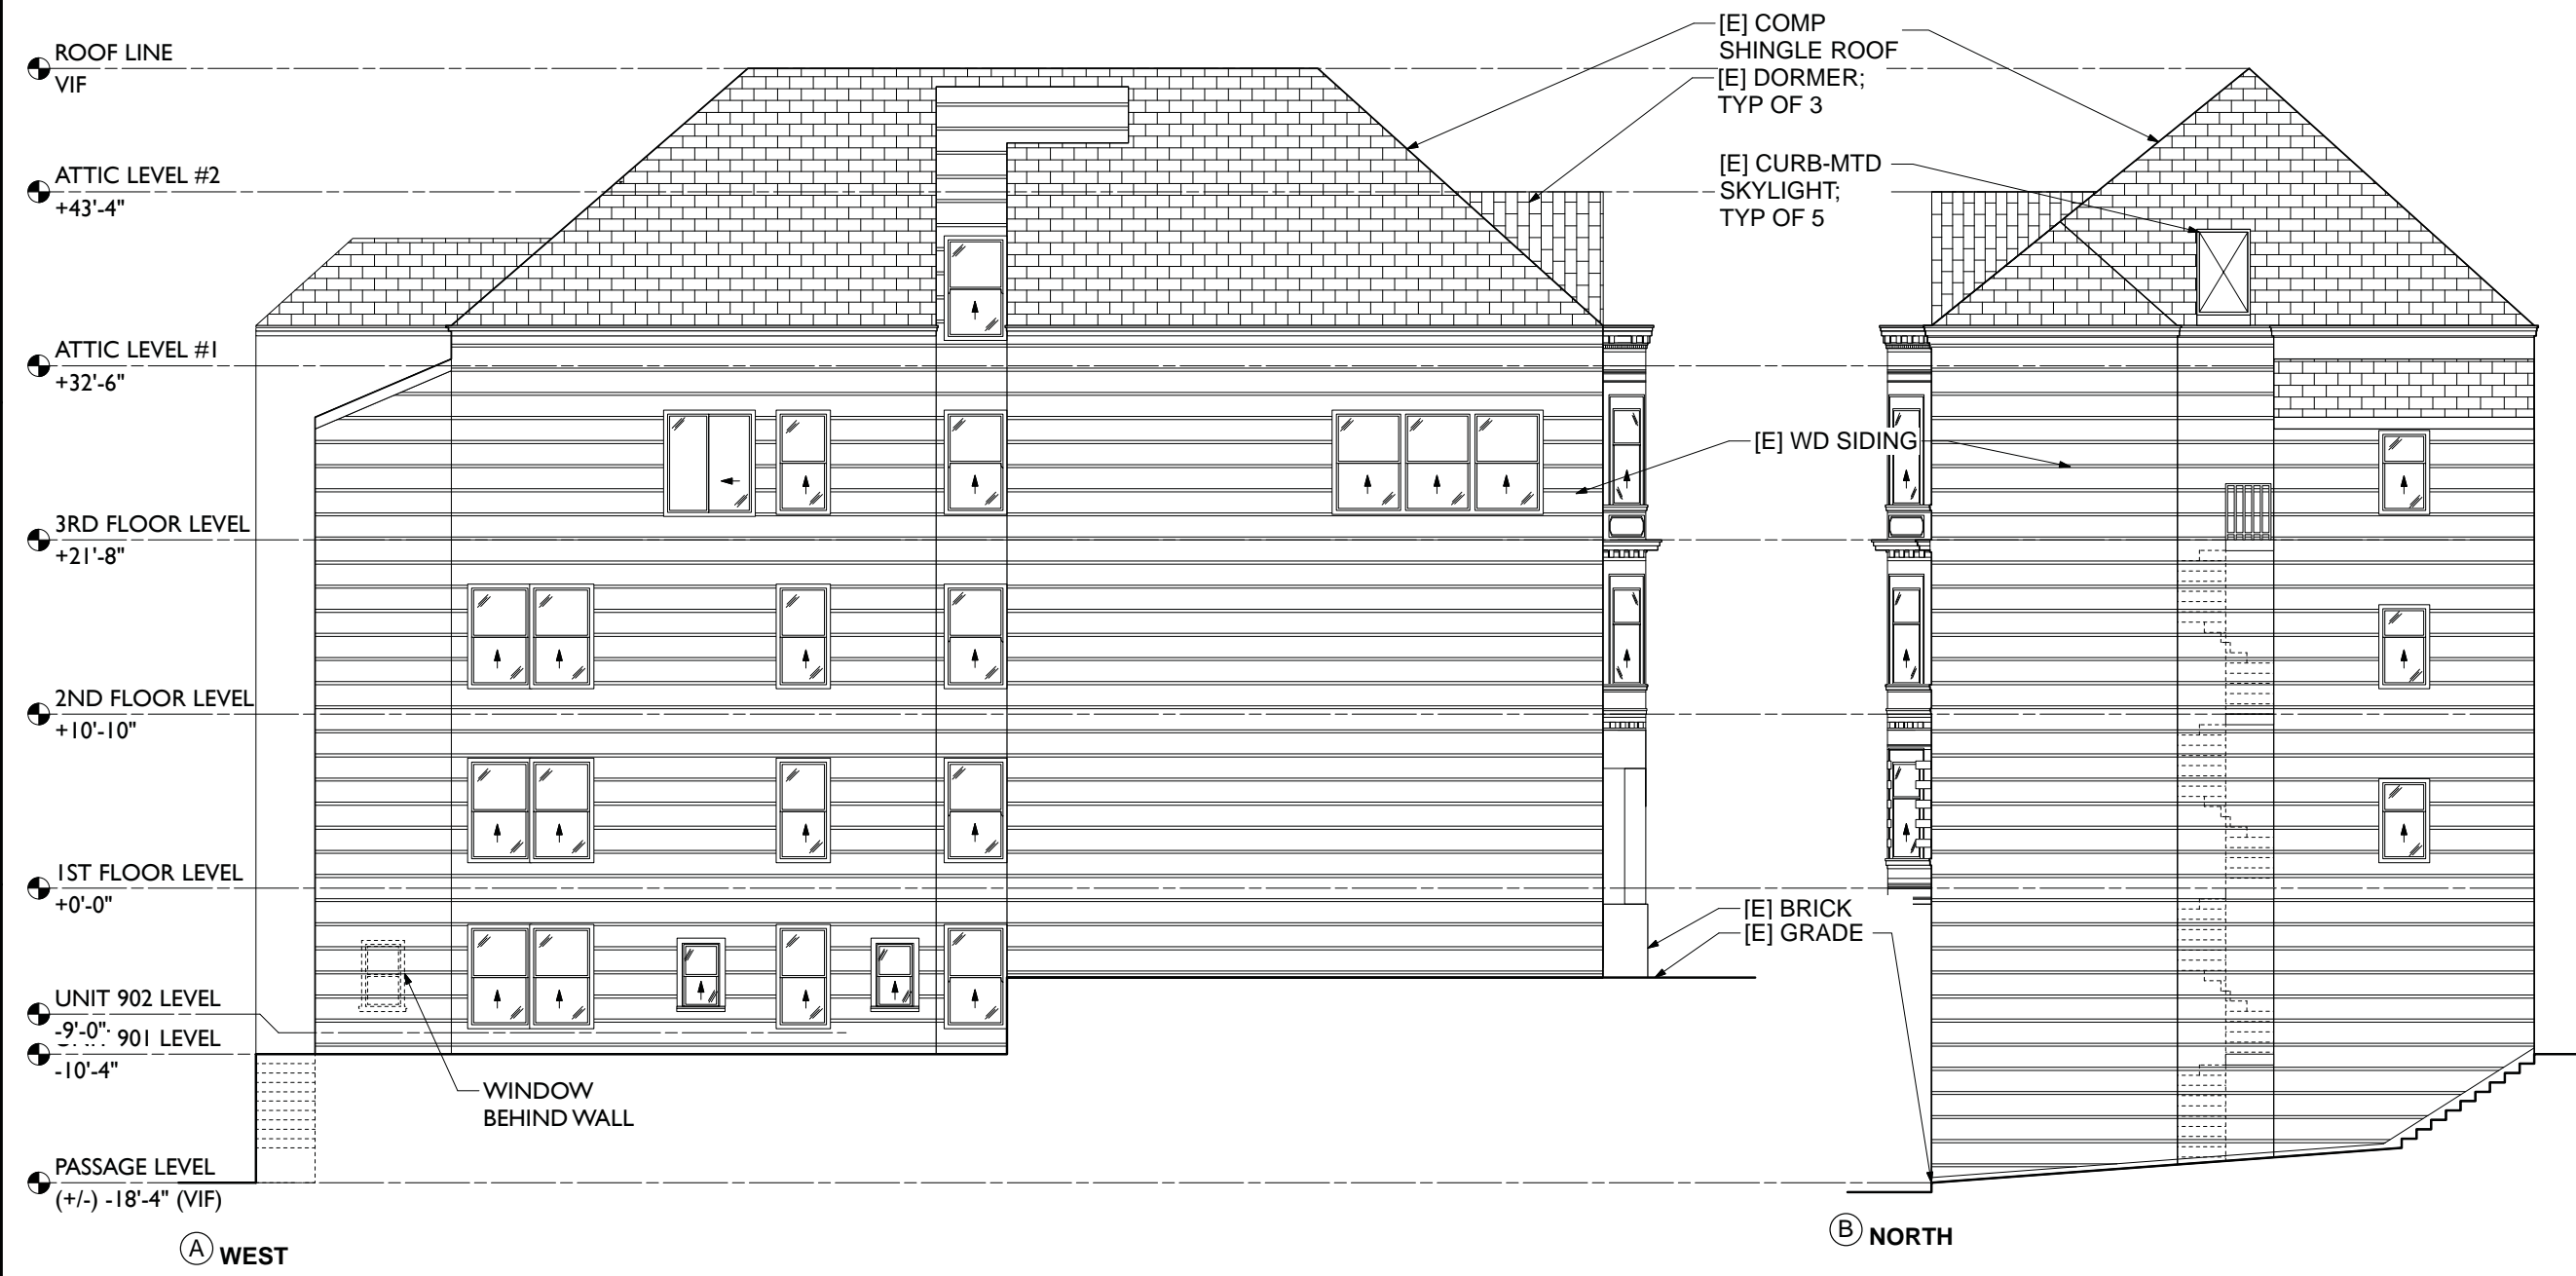 ROOF LINE
VIF
ATTIC LEVEL #2
+43'-4"
ATTIC LEVEL #1
+32'-6"
3RD FLOOR LEVEL
+21'-8"
2ND FLOOR LEVEL
+10'-10"
1ST FLOOR LEVEL
+0'-0"
UNIT 902 LEVEL
-9'-0"
901 LEVEL
-10'-4"
PASSAGE LEVEL
(+/-) -18'-4" (VIF)
[E] COMP
SHINGLE ROOF
[E] DORMER;
TYP OF 3
[E] CURB-MTD
SKYLIGHT;
TYP OF 5
[E] WD SIDING
[E] BRICK
[E] GRADE
WINDOW
BEHIND WALL
A WEST
B NORTH